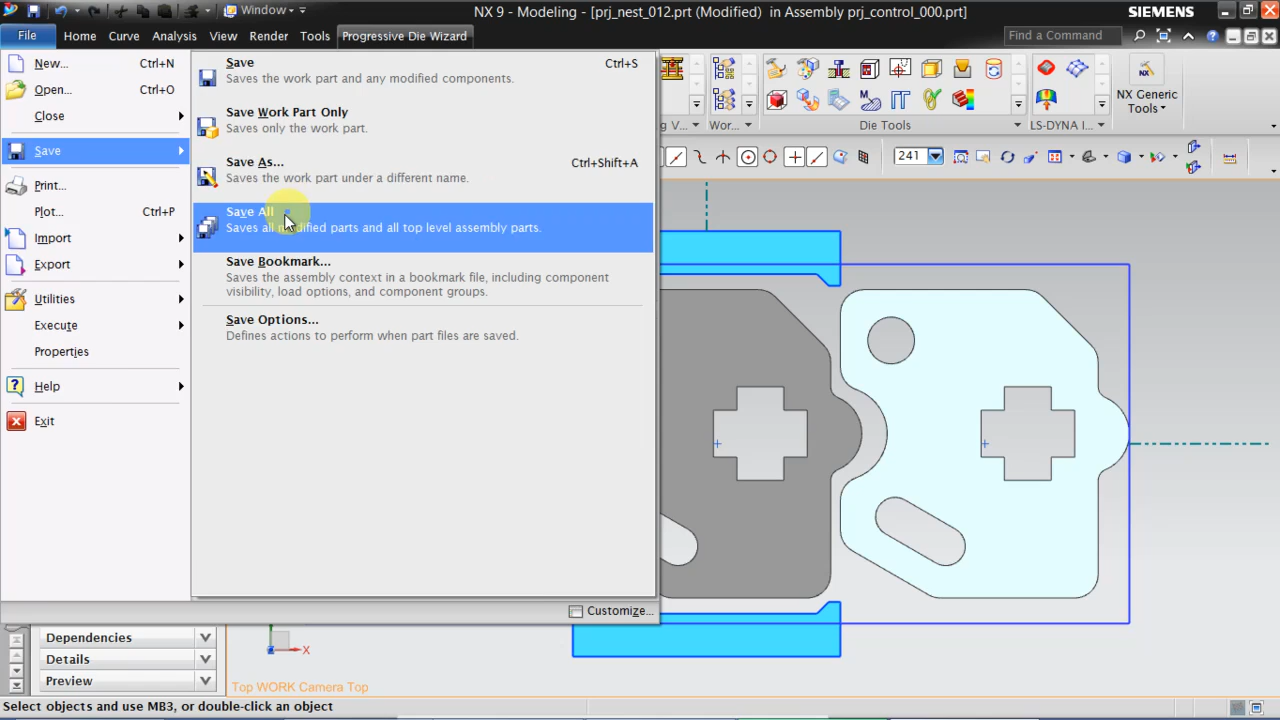 Window
NX 9 - Modeling - [prj_nest_012.prt (Modified) in Assembly prj_control_000.prt]
SIEMENS
File
Home
Curve
Analysis
View
Render
Tools
Progressive Die Wizard
Find a Command
New...
Ctrl+N
Open...
Ctrl+O
Close
Save
Print...
Plot...
Ctrl+P
Import
Export
Utilities
Execute
Properties
Help
Exit
Save
Ctrl+S
Saves the work part and any modified components.
Save Work Part Only
Saves only the work part.
Save As...
Ctrl+Shift+A
Saves the work part under a different name.
Save All
Saves all modified parts and all top level assembly parts.
Save Bookmark...
Saves the assembly context in a bookmark file, including component
visibility, load options, and component groups.
Save Options...
Defines actions to perform when part files are saved.
Customize...
NX Generic
Tools
ng V...
Wor...
Die Tools
LS-DYNA I...
241
Dependencies
Details
Preview
X
Top WORK Camera Top
Select objects and use MB3, or double-click an object